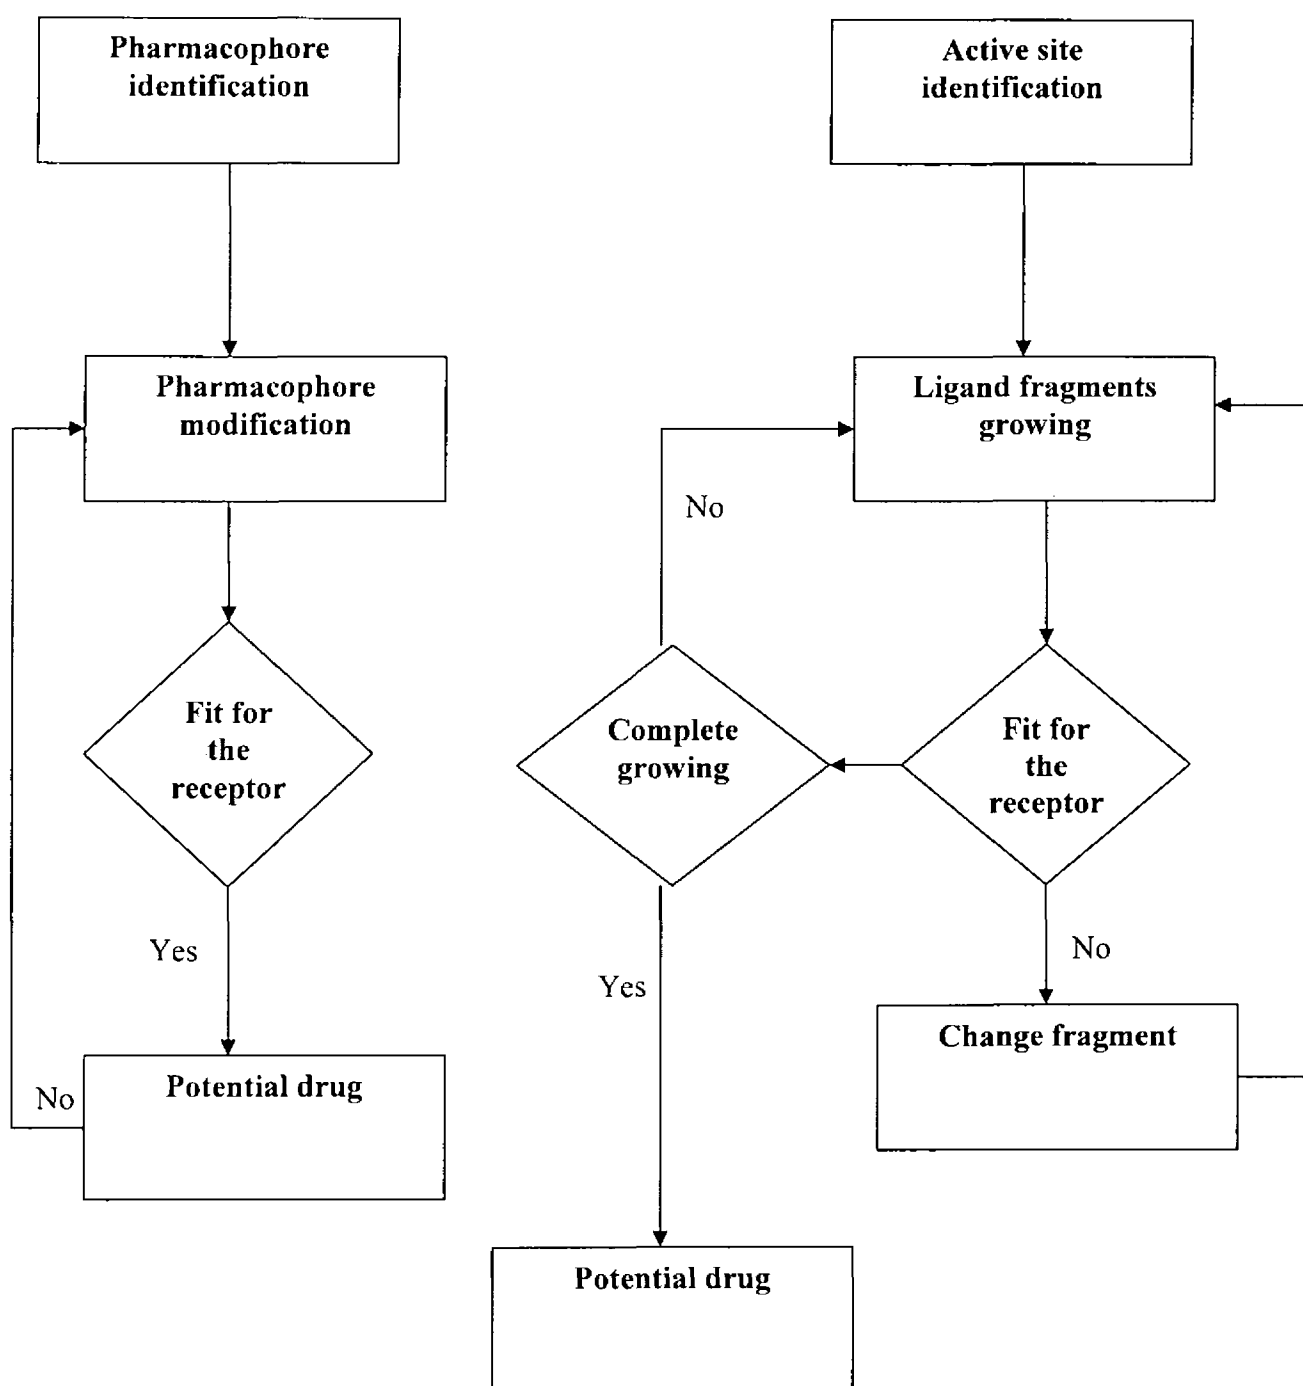 Pharmacophore
identification
Pharmacophore
modification
Fit for
the
receptor
Yes
No
Potential drug
Active site
identification
Ligand fragments
growing
No
Complete
growing
Fit for
the
receptor
Yes
No
Change fragment
Potential drug